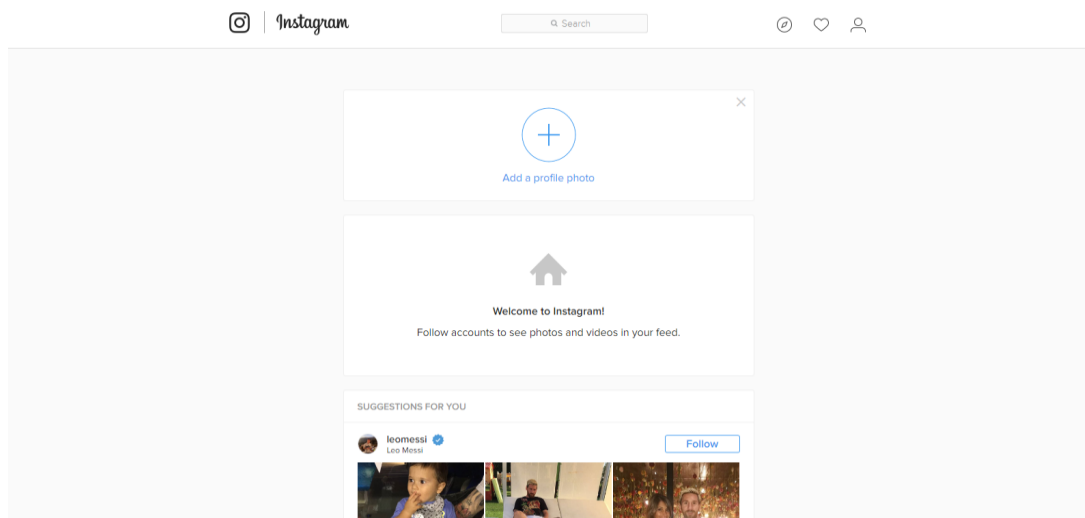 Instagram
Search
Add a profile photo
Welcome to Instagram!
Follow accounts to see photos and videos in your feed.
SUGGESTIONS FOR YOU
leomessi
Leo Messi
Follow